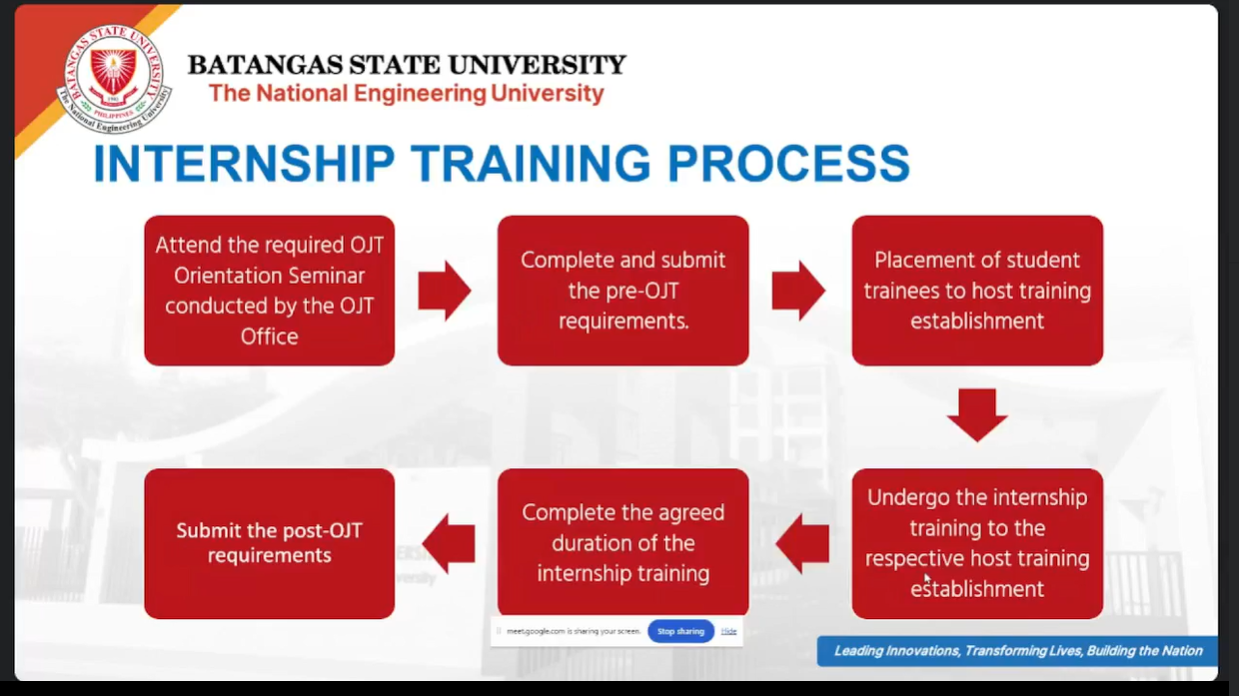 BATANGAS STATE UNIVERSITY
The National Engineering University
PHILIPPINES
The National Engineering University
BATANGAS STATE UNIVERSITY
The National Engineering University
INTERNSHIP TRAINING PROCESS
Attend the required OJT
Orientation Seminar
conducted by the OJT
Office
Complete and submit
the pre-OJT
requirements.
Placement of student
trainees to host training
establishment
Undergo the internship
training to the
respective host training
establishment
Complete the agreed
duration of the
internship training
Submit the post-OJT
requirements
meet.google.com is sharing your screen.
Stop sharing
Hide
Leading Innovations, Transforming Lives, Building the Nation